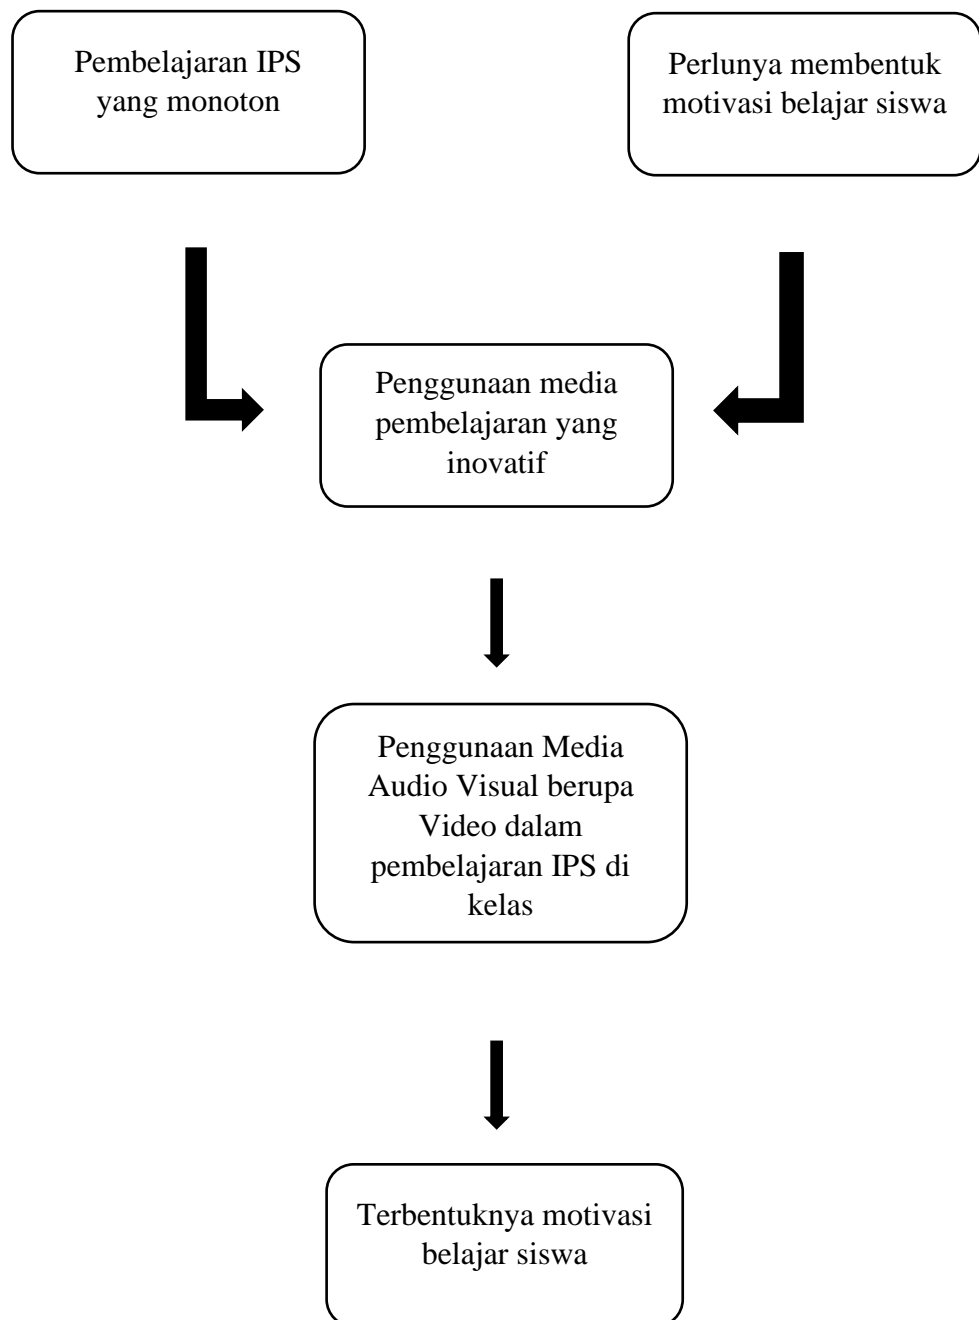 Pembelajaran IPS
yang monoton
Perlunya membentuk
motivasi belajar siswa
Penggunaan media
pembelajaran yang
inovatif
Penggunaan Media
Audio Visual berupa
Video dalam
pembelajaran IPS di
kelas
Terbentuknya motivasi
belajar siswa